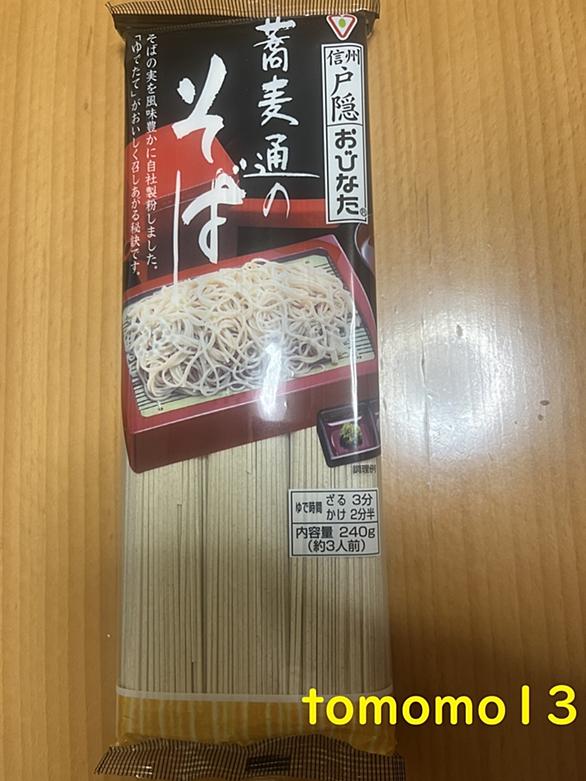 信州
戸隠
おびなた®
蕎麦通の
そば
そばの実を風味豊かに自社製粉しました。
「ゆでたて」がおいしく召しあがる秘訣です。
調理例
ゆで時間
ざる 3分
かけ 2分半
内容量 240g
(約3人前)
tomomo13